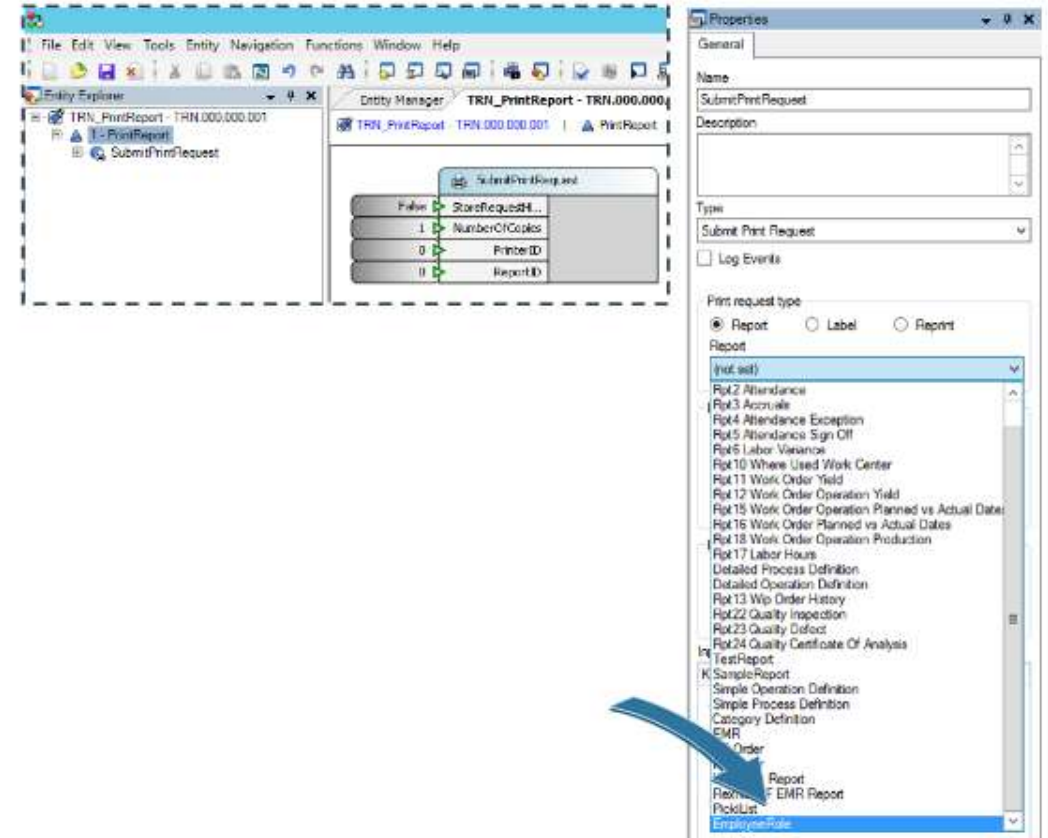 File Edit View Tools Entity Navigation Functions Window Help
Entity Explorer
TRN_PrintReport - TRN.000.000.001
1 - PrintReport
SubmitPrintRequest
Entity Manager TRN_PrintReport - TRN.000.000.
TRN_PrintReport - TRN.000.000.001 | PrintReport
SubmitPrintRequest
False StoreRequestH...
1 NumberOfCopies
0 PrinterID
0 ReportID
Properties
General
Name
SubmitPrintRequest
Description
Type
Submit Print Request
Log Events
Print request type
Report Label Reprint
Report
(not set)
Rpt2 Attendance
Rpt3 Accruals
Rpt4 Attendance Exception
Rpt5 Attendance Sign Off
Rpt6 Labor Variance
Rpt10 Where Used Work Center
Rpt11 Work Order Yield
Rpt12 Work Order Operation Yield
Rpt15 Work Order Operation Planned vs Actual Date
Rpt16 Work Order Planned vs Actual Dates
Rpt18 Work Order Operation Production
Rpt17 Labor Hours
Detailed Process Definition
Detailed Operation Definition
Rpt13 Wip Order History
Rpt22 Quality Inspection
Rpt23 Quality Defect
Rpt24 Quality Certificate Of Analysis
TestReport
SampleReport
Simple Operation Definition
Simple Process Definition
Category Definition
EMR
Order
Report
EMR Report
PickList
EmployeeRole